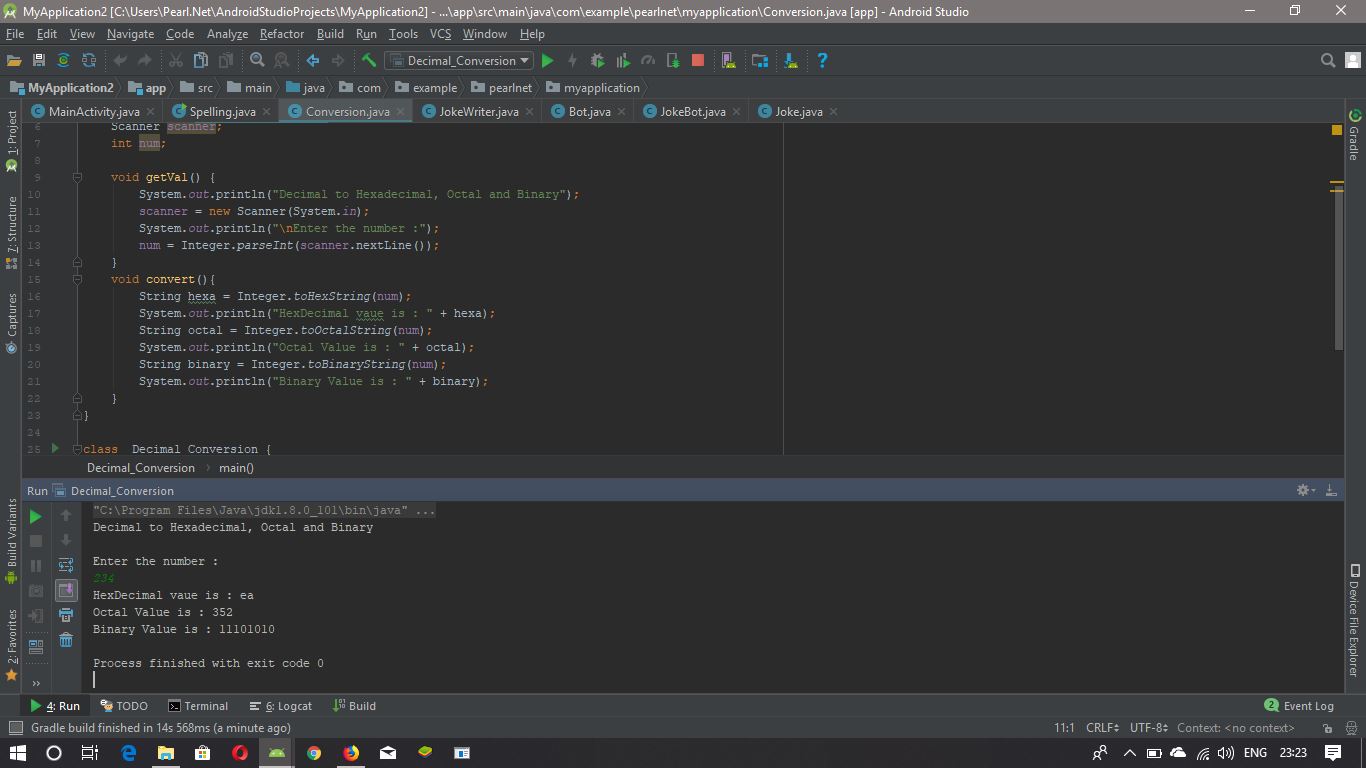 MyApplication2 [C:\Users\Pearl.Net\AndroidStudioProjects\MyApplication2] - ...\app\src\main\java\com\example\pearlnet\myapplication\Conversion.java [app] - Android Studio
File Edit View Navigate Code Analyze Refactor Build Run Tools VCS Window Help
Decimal_Conversion
MyApplication2 app src main java com example pearlnet myapplication
MainActivity.java Spelling.java Conversion.java JokeWriter.java Bot.java JokeBot.java Joke.java
1: Project
7: Structure
Captures
Build Variants
2: Favorites
Gradle
Device File Explorer
6 Scanner scanner;
7 int num;
8
9 void getVal() {
10 System.out.println("Decimal to Hexadecimal, Octal and Binary");
11 scanner = new Scanner(System.in);
12 System.out.println("\nEnter the number :");
13 num = Integer.parseInt(scanner.nextLine());
14 }
15 void convert(){
16 String hexa = Integer.toHexString(num);
17 System.out.println("HexDecimal vaue is : " + hexa);
18 String octal = Integer.toOctalString(num);
19 System.out.println("Octal Value is : " + octal);
20 String binary = Integer.toBinaryString(num);
21 System.out.println("Binary Value is : " + binary);
22 }
23 }
24
25 class Decimal_Conversion {
Decimal_Conversion › main()
Run Decimal_Conversion
"C:\Program Files\Java\jdk1.8.0_101\bin\java" ...
Decimal to Hexadecimal, Octal and Binary
Enter the number :
234
HexDecimal vaue is : ea
Octal Value is : 352
Binary Value is : 11101010
Process finished with exit code 0
4: Run TODO Terminal 6: Logcat Build 2 Event Log
Gradle build finished in 14s 568ms (a minute ago) 11:1 CRLF UTF-8 Context: <no context>
ENG 23:23